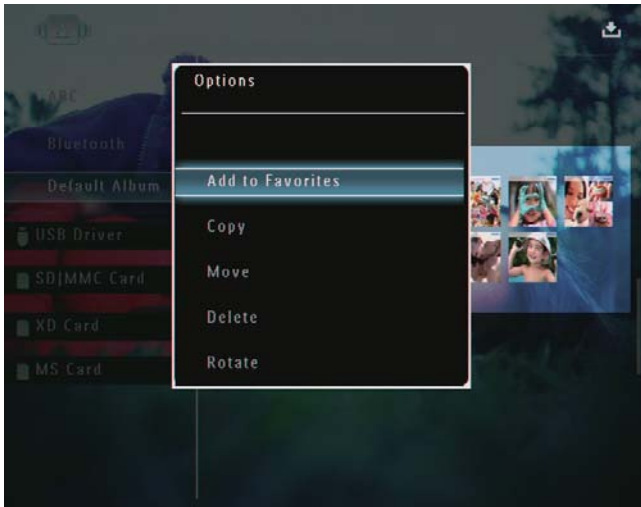 Options
Add to Favorites
Copy
Move
Delete
Rotate
ABC
Bluetooth
Default Album
USB Driver
SD|MMC Card
XD Card
MS Card